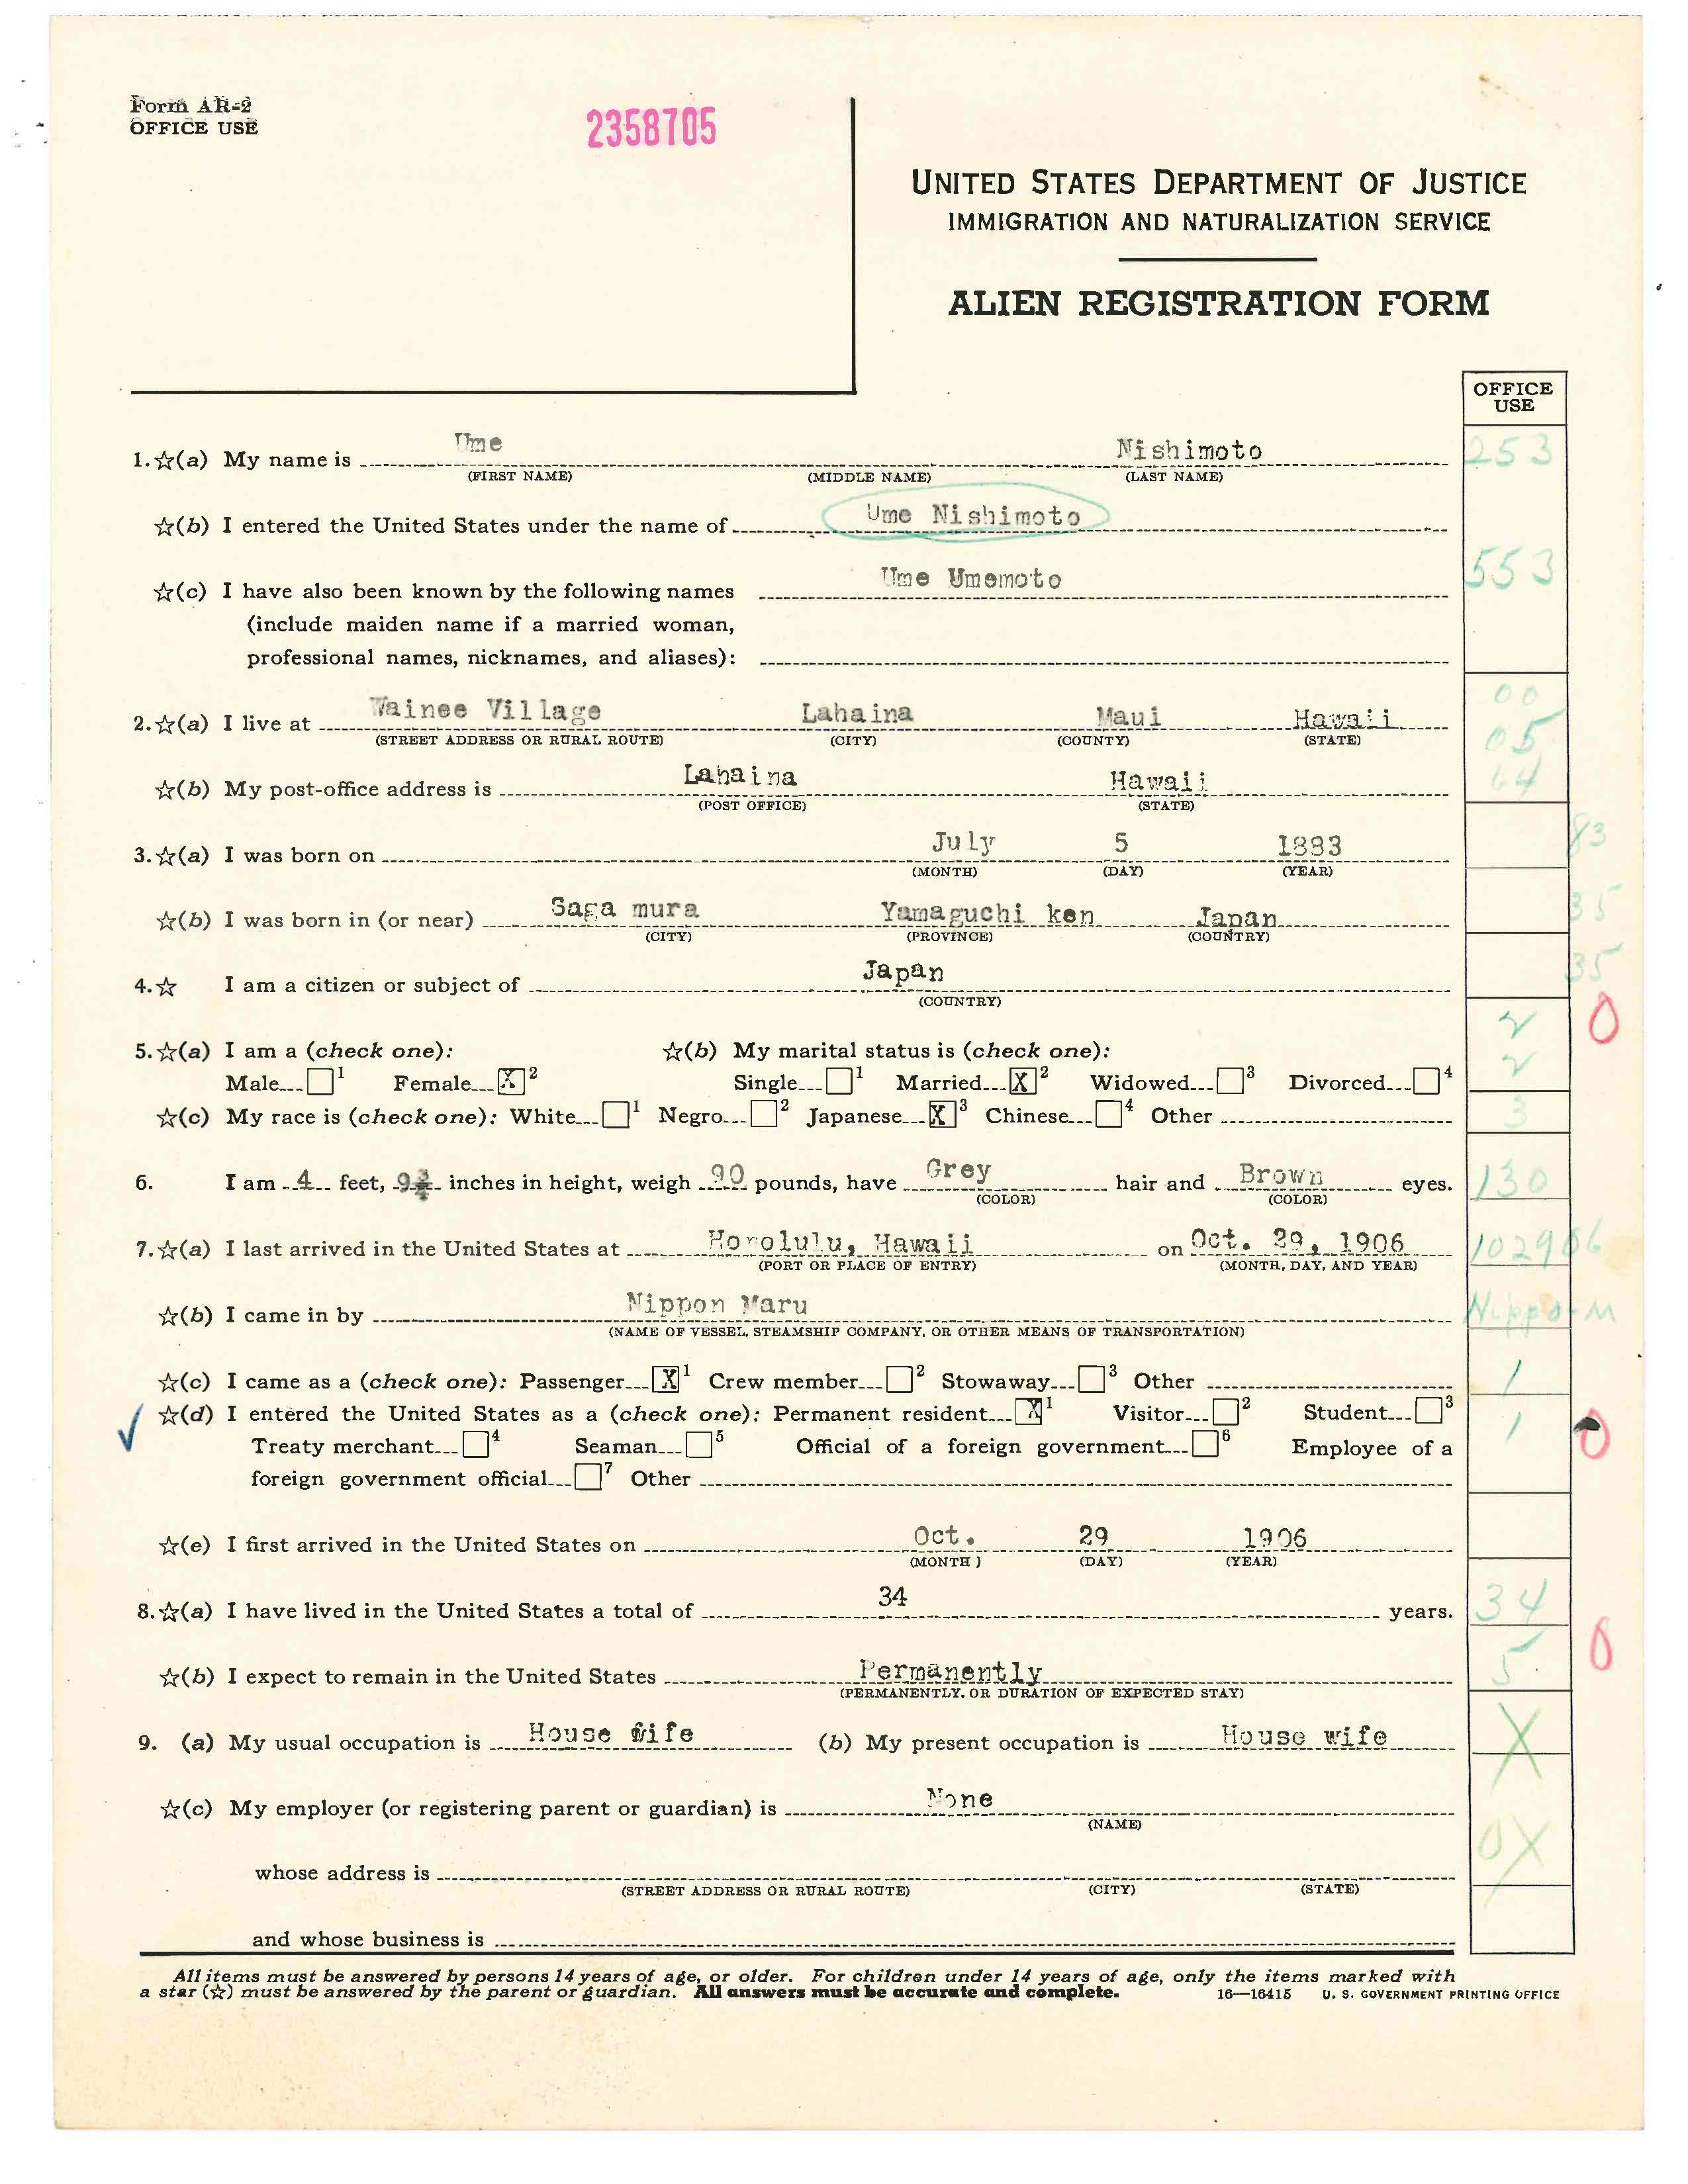 Form AR-2
OFFICE USE
2358705
UNITED STATES DEPARTMENT OF JUSTICE
IMMIGRATION AND NATURALIZATION SERVICE
ALIEN REGISTRATION FORM
OFFICE
USE
1.☆(a) My name is Ume Nishimoto 253
(FIRST NAME) (MIDDLE NAME) (LAST NAME)
☆(b) I entered the United States under the name of Ume Nishimoto
☆(c) I have also been known by the following names Ume Umemoto 553
(include maiden name if a married woman,
professional names, nicknames, and aliases):
2.☆(a) I live at Wainee Village Lahaina Maui Hawaii 00 05
(STREET ADDRESS OR RURAL ROUTE) (CITY) (COUNTY) (STATE)
☆(b) My post-office address is Lahaina Hawaii 64
(POST OFFICE) (STATE)
3.☆(a) I was born on July 5 1883 83
(MONTH) (DAY) (YEAR)
☆(b) I was born in (or near) Saga mura Yamaguchi ken Japan 35
(CITY) (PROVINCE) (COUNTRY)
4.☆ I am a citizen or subject of Japan 35
(COUNTRY)
0
5.☆(a) I am a (check one): ☆(b) My marital status is (check one): 2
Male 1 Female X 2 Single 1 Married X 2 Widowed 3 Divorced 4 2
☆(c) My race is (check one): White 1 Negro 2 Japanese X 3 Chinese 4 Other 3
6. I am 4 feet, 9 inches in height, weigh 90 pounds, have Grey hair and Brown eyes. 130
(COLOR) (COLOR)
7.☆(a) I last arrived in the United States at Honolulu, Hawaii on Oct. 29, 1906 102906
(PORT OR PLACE OF ENTRY) (MONTH, DAY, AND YEAR)
☆(b) I came in by Nippon Maru Nippo-M
(NAME OF VESSEL, STEAMSHIP COMPANY, OR OTHER MEANS OF TRANSPORTATION)
☆(c) I came as a (check one): Passenger X 1 Crew member 2 Stowaway 3 Other 1
✓ ☆(d) I entered the United States as a (check one): Permanent resident X 1 Visitor 2 Student 3 1
Treaty merchant 4 Seaman 5 Official of a foreign government 6 Employee of a 0
foreign government official 7 Other
☆(e) I first arrived in the United States on Oct. 29 1906
(MONTH) (DAY) (YEAR)
8.☆(a) I have lived in the United States a total of 34 years. 34
0
☆(b) I expect to remain in the United States Permanently 5
(PERMANENTLY, OR DURATION OF EXPECTED STAY)
9. (a) My usual occupation is House wife (b) My present occupation is House wife X
☆(c) My employer (or registering parent or guardian) is None
(NAME)
0X
whose address is
(STREET ADDRESS OR RURAL ROUTE) (CITY) (STATE)
and whose business is
All items must be answered by persons 14 years of age, or older. For children under 14 years of age, only the items marked with
a star (☆) must be answered by the parent or guardian. All answers must be accurate and complete. 16—16415 U. S. GOVERNMENT PRINTING OFFICE